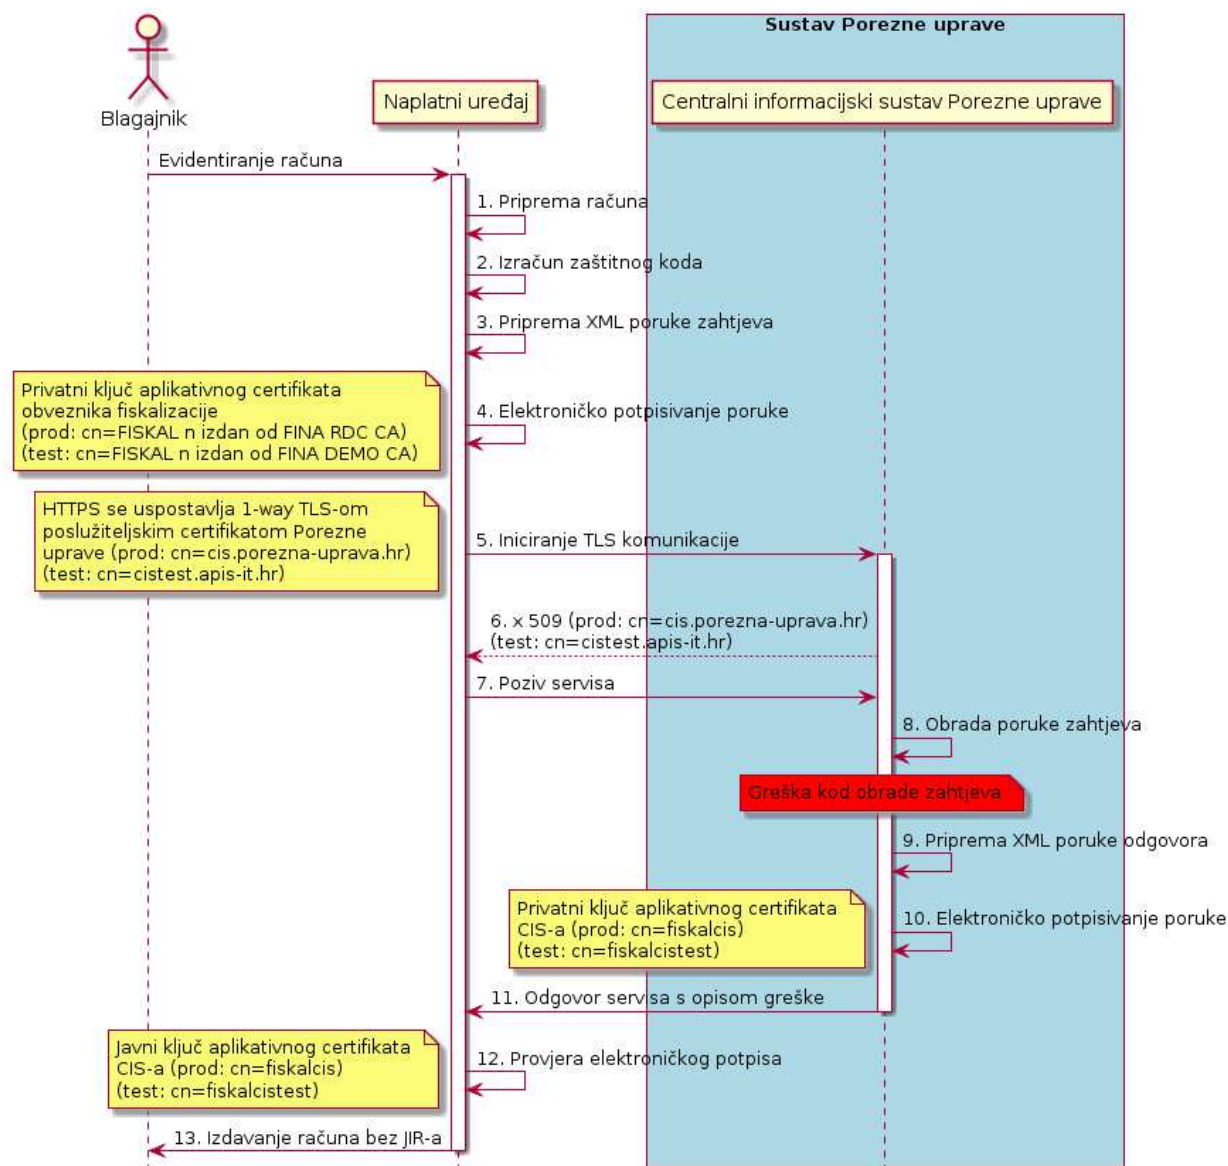 Sustav Porezne uprave
Blagajnik
Naplatni uređaj
Centralni informacijski sustav Porezne uprave
Evidentiranje računa
1. Priprema računa
2. Izračun zaštitnog koda
3. Priprema XML poruke zahtjeva
Privatni ključ aplikativnog certifikata
obveznika fiskalizacije
(prod: cn=FISKAL n izdan od FINA RDC CA)
(test: cn=FISKAL n izdan od FINA DEMO CA)
4. Elektroničko potpisivanje poruke
HTTPS se uspostavlja 1-way TLS-om
poslužiteljskim certifikatom Porezne
uprave (prod: cn=cis.porezna-uprava.hr)
(test: cn=cistest.apis-it.hr)
5. Iniciranje TLS komunikacije
6. x 509 (prod: cn=cis.porezna-uprava.hr)
(test: cn=cistest.apis-it.hr)
7. Poziv servisa
8. Obrada poruke zahtjeva
Greška kod obrade zahtjeva
9. Priprema XML poruke odgovora
Privatni ključ aplikativnog certifikata
CIS-a (prod: cn=fiskalcis)
(test: cn=fiskalcistest)
10. Elektroničko potpisivanje poruke
11. Odgovor servisa s opisom greške
Javni ključ aplikativnog certifikata
CIS-a (prod: cn=fiskalcis)
(test: cn=fiskalcistest)
12. Provjera elektroničkog potpisa
13. Izdavanje računa bez JIR-a